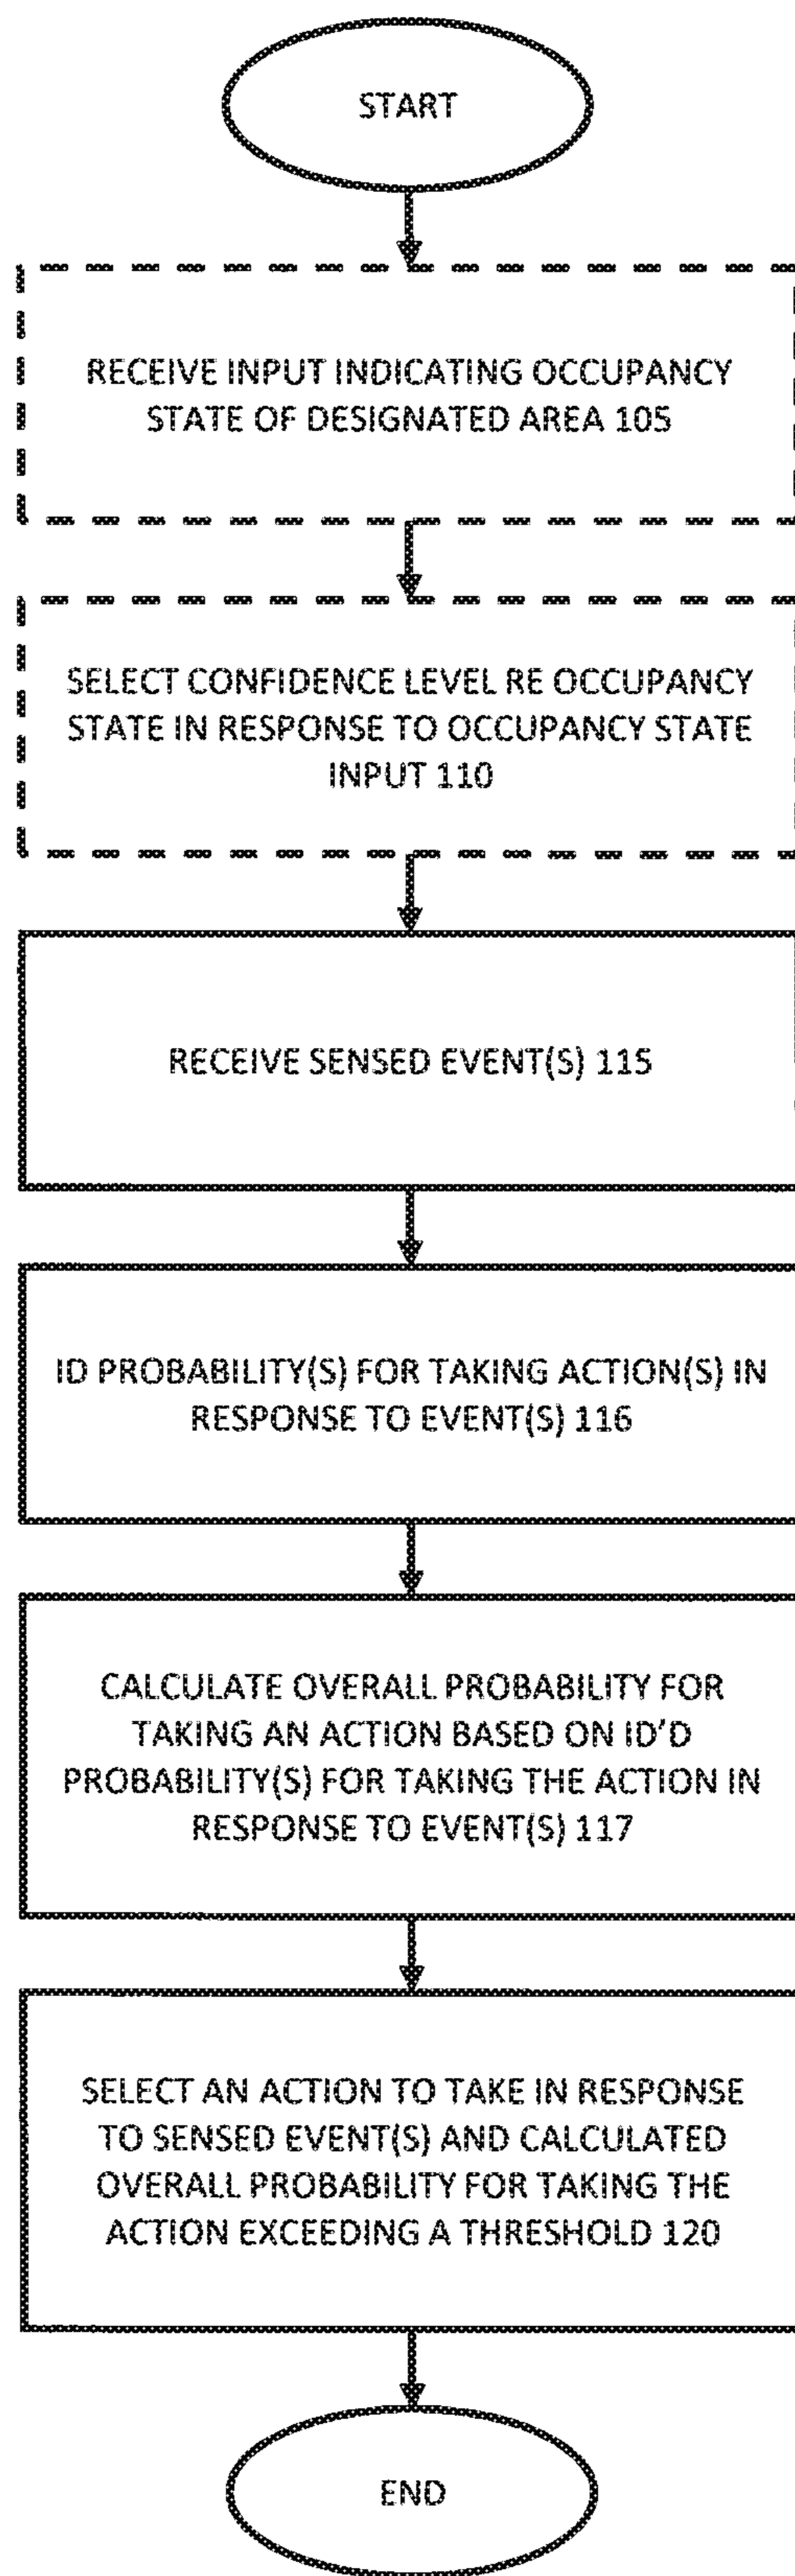 START
RECEIVE INPUT INDICATING OCCUPANCY
STATE OF DESIGNATED AREA 105
SELECT CONFIDENCE LEVEL RE OCCUPANCY
STATE IN RESPONSE TO OCCUPANCY STATE
INPUT 110
RECEIVE SENSED EVENT(S) 115
ID PROBABILITY(S) FOR TAKING ACTION(S) IN
RESPONSE TO EVENT(S) 116
CALCULATE OVERALL PROBABILITY FOR
TAKING AN ACTION BASED ON ID'D
PROBABILITY(S) FOR TAKING THE ACTION IN
RESPONSE TO EVENT(S) 117
SELECT AN ACTION TO TAKE IN RESPONSE
TO SENSED EVENT(S) AND CALCULATED
OVERALL PROBABILITY FOR TAKING THE
ACTION EXCEEDING A THRESHOLD 120
END